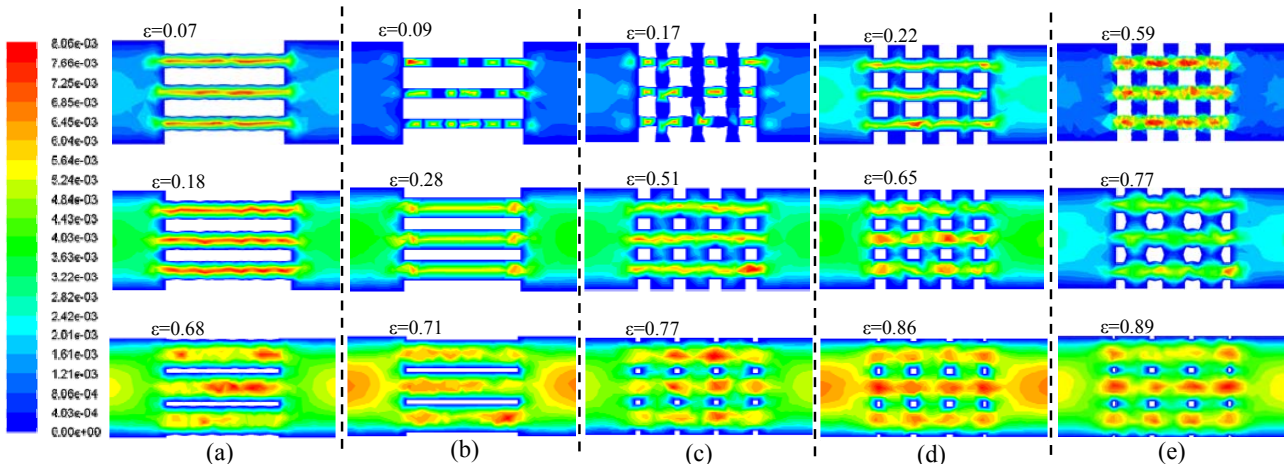 ε=0.07 ε=0.09 ε=0.17 ε=0.22 ε=0.59
8.05e-03
7.66e-03
7.25e-03
6.85e-03
6.45e-03
6.04e-03
5.64e-03
5.24e-03
4.84e-03
4.43e-03
4.03e-03
3.63e-03
3.22e-03
2.82e-03
2.42e-03
2.01e-03
1.61e-03
1.21e-03
8.06e-04
4.03e-04
0.00e+00
ε=0.18 ε=0.28 ε=0.51 ε=0.65 ε=0.77
ε=0.68 ε=0.71 ε=0.77 ε=0.86 ε=0.89
(a) (b) (c) (d) (e)